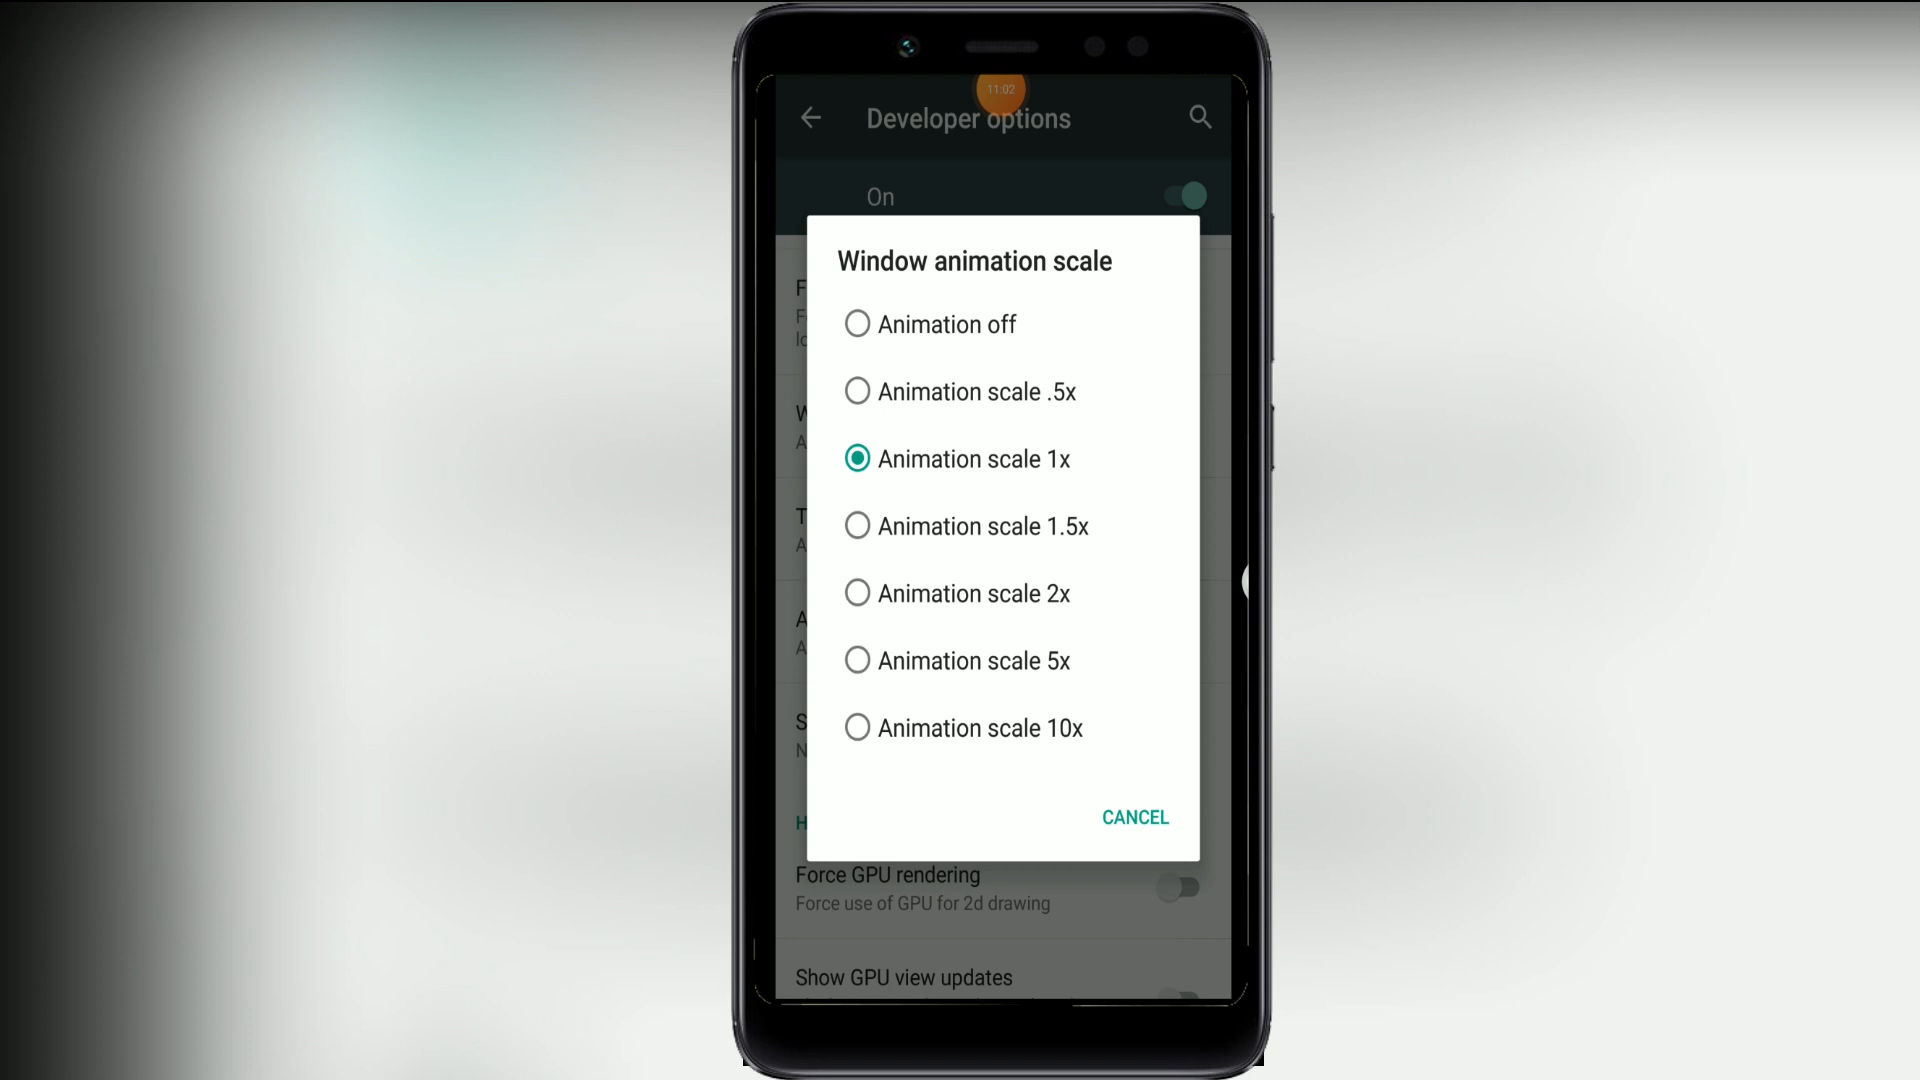 11:02
Developer options
On
Window animation scale
Animation off
Animation scale .5x
Animation scale 1x
Animation scale 1.5x
Animation scale 2x
Animation scale 5x
Animation scale 10x
CANCEL
Force GPU rendering
Force use of GPU for 2d drawing
Show GPU view updates